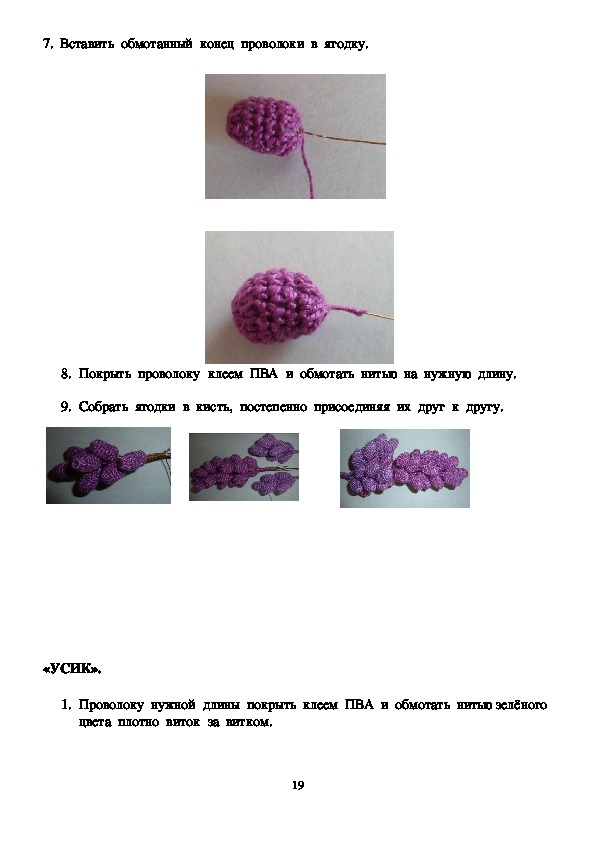 7. Вставить обмотанный конец проволоки в ягодку.
8. Покрыть проволоку клеем ПВА и обмотать нитью на нужную длину.
9. Собрать ягодки в кисть, постепенно присоединяя их друг к другу.
«УСИК».
1. Проволоку нужной длины покрыть клеем ПВА и обмотать нитью зелёного
цвета плотно виток за витком.
19